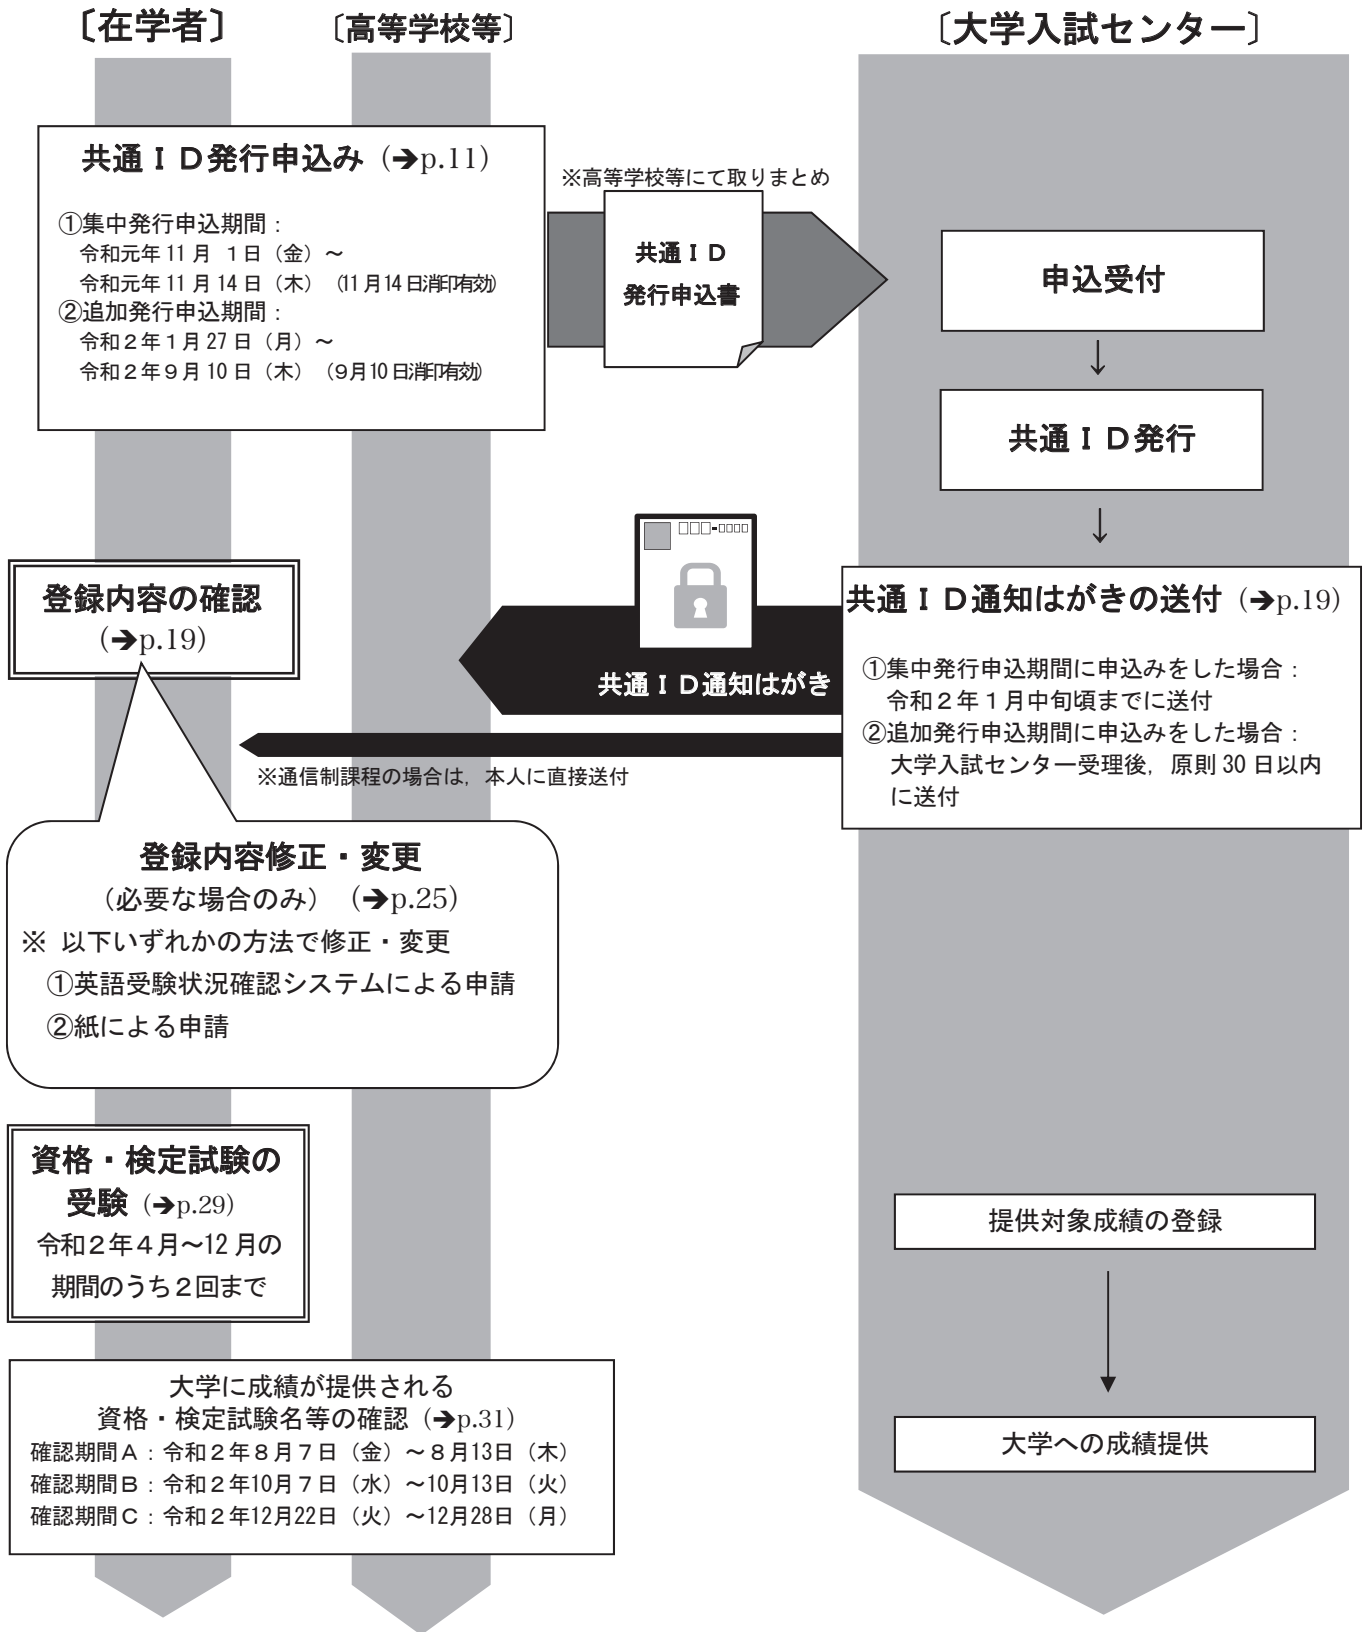 〔在学者〕
〔高等学校等〕
〔大学入試センター〕
共通ＩＤ発行申込み（➔p.11）
①集中発行申込期間：
令和元年 11 月 １日（金）～
令和元年 11 月 14 日（木）（11 月 14 日消印有効）
②追加発行申込期間：
令和２年１月 27 日（月）～
令和２年９月 10 日（木）（９月 10 日消印有効）
※高等学校等にて取りまとめ
共通ＩＤ
発行申込書
申込受付
↓
共通ＩＤ発行
↓
登録内容の確認
（➔p.19）
共通ＩＤ通知はがき
※通信制課程の場合は，本人に直接送付
共通ＩＤ通知はがきの送付（➔p.19）
①集中発行申込期間に申込みをした場合：
令和２年１月中旬頃までに送付
②追加発行申込期間に申込みをした場合：
大学入試センター受理後，原則 30 日以内
に送付
登録内容修正・変更
（必要な場合のみ）（➔p.25）
※ 以下いずれかの方法で修正・変更
①英語受験状況確認システムによる申請
②紙による申請
資格・検定試験の
受験（➔p.29）
令和２年４月～12 月の
期間のうち２回まで
提供対象成績の登録
大学への成績提供
大学に成績が提供される
資格・検定試験名等の確認（➔p.31）
確認期間Ａ：令和２年８月７日（金）～８月13日（木）
確認期間Ｂ：令和２年10月７日（水）～10月13日（火）
確認期間Ｃ：令和２年12月22日（火）～12月28日（月）